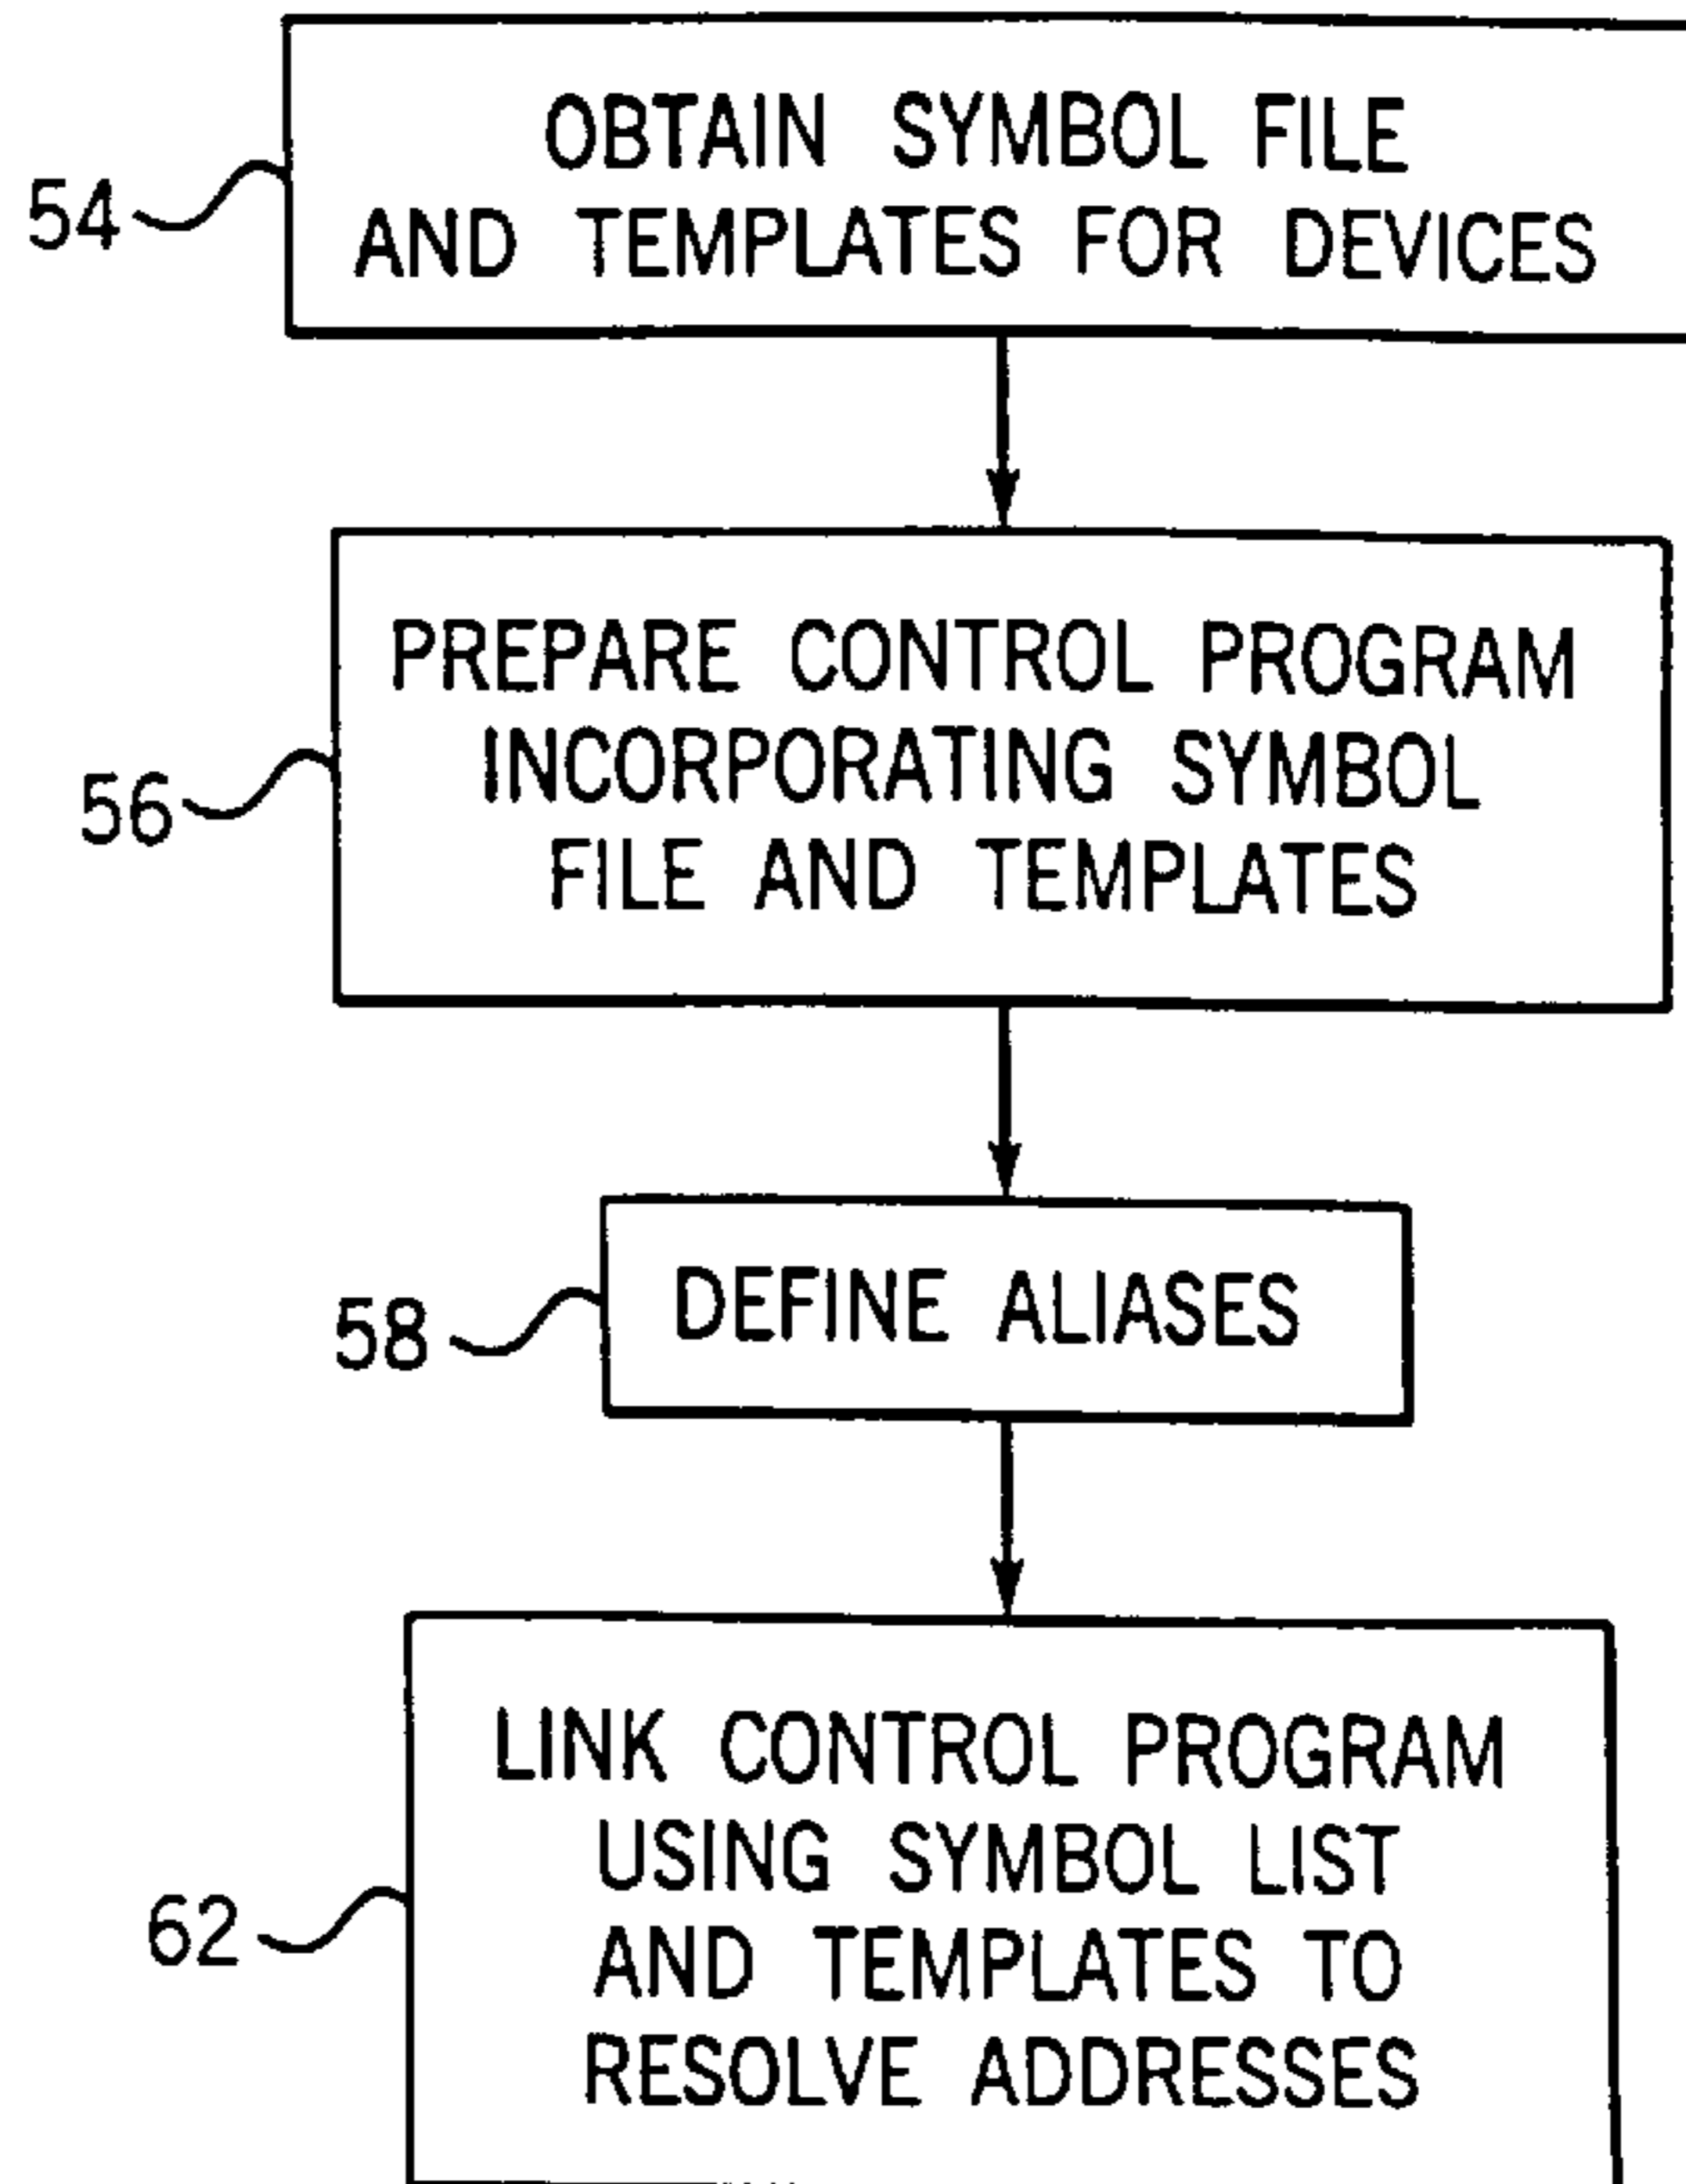 OBTAIN SYMBOL FILE
54
AND TEMPLATES FOR DEVICES
PREPARE CONTROL PROGRAM
INCORPORATING SYMBOL
56
FILE AND TEMPLATES
58
DEFINE ALIASES
LINK CONTROL PROGRAM
USING SYMBOL LIST
62
AND TEMPLATES TO
RESOLVE ADDRESSES